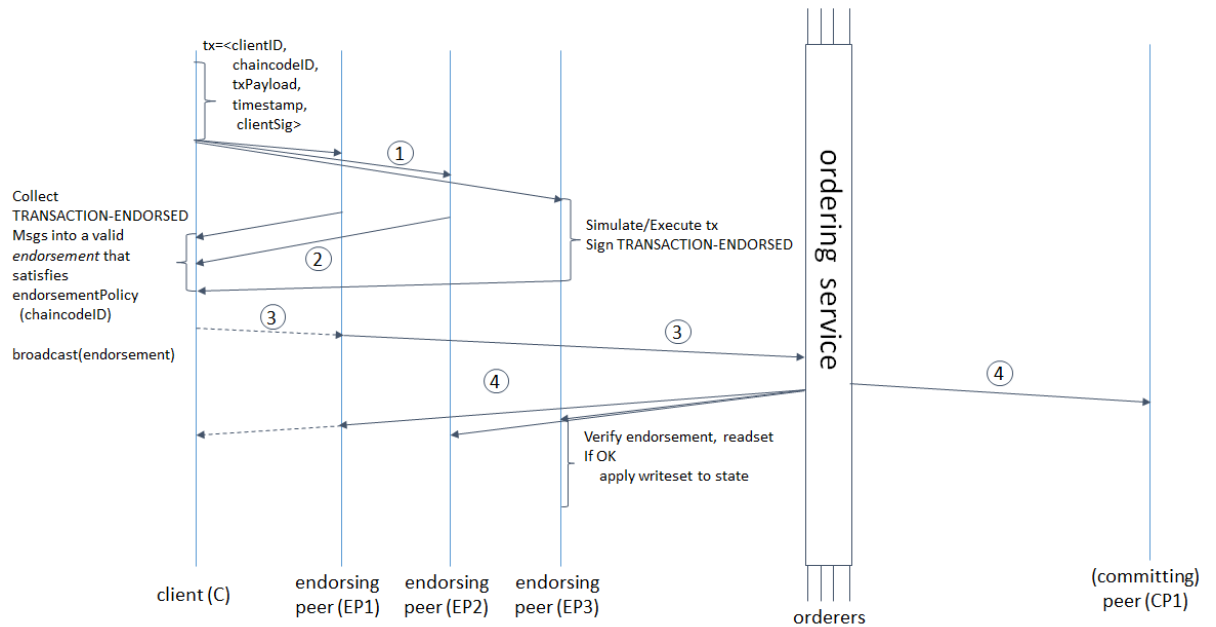 tx=<clientID,
chaincodeID,
txPayload,
timestamp,
clientSig>
1
Collect
TRANSACTION-ENDORSED
Msgs into a valid
endorsement that
satisfies
endorsementPolicy
(chaincodeID)
Simulate/Execute tx
Sign TRANSACTION-ENDORSED
2
3
3
broadcast(endorsement)
4
4
Verify endorsement, readset
If OK
apply writeset to state
ordering service
client (C)
endorsing
peer (EP1)
endorsing
peer (EP2)
endorsing
peer (EP3)
orderers
(committing)
peer (CP1)